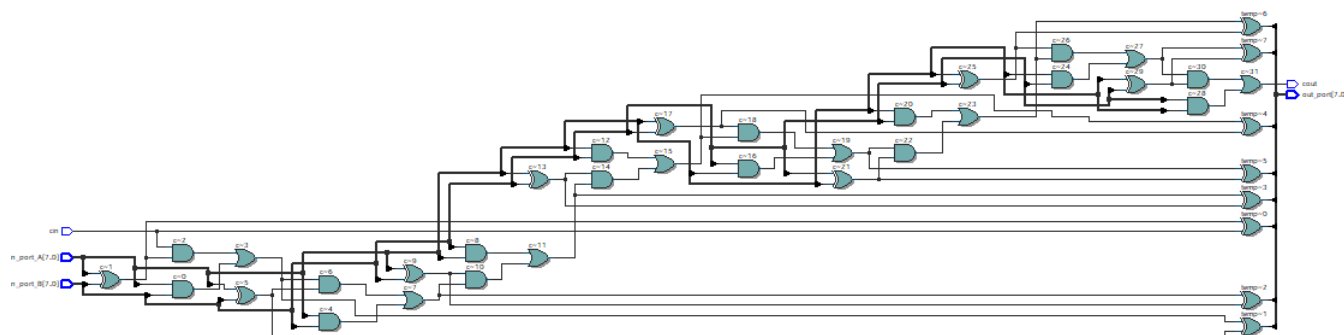 temp~6
c~26
c~27
temp~7
c~25
c~24
c~29
c~30
c~31
cout
c~28
out_port[7.0
c~20
c~23
c~17
c~18
temp~4
c~12
c~15
c~19
c~22
c~13
c~14
c~16
c~21
temp~5
temp~3
temp~0
cin
c~2
c~3
c~8
c~11
n_port_A[7.0]
c~1
c~9
c~10
n_port_B[7.0]
c~0
c~5
c~6
c~7
temp~2
c~4
temp~1